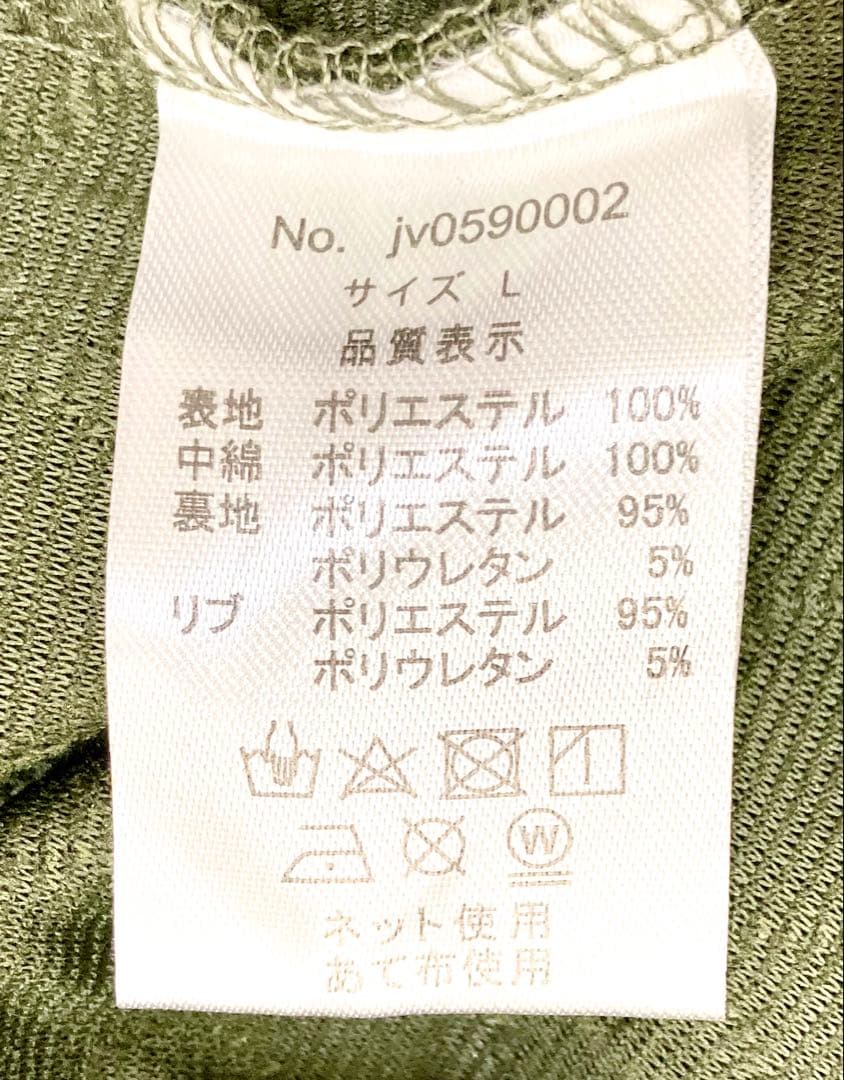 No. jv0590002
サイズ L
品質表示
表地 ポリエステル 100%
中綿 ポリエステル 100%
裏地 ポリエステル 95%
ポリウレタン 5%
リブ ポリエステル 95%
ポリウレタン 5%
W
ネット使用
あて布使用